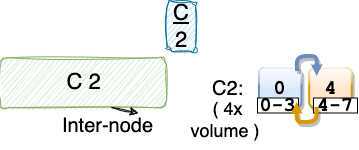 C
2
C 2
Inter-node
C2:
( 4x
volume )
0 4
0-3 4-7